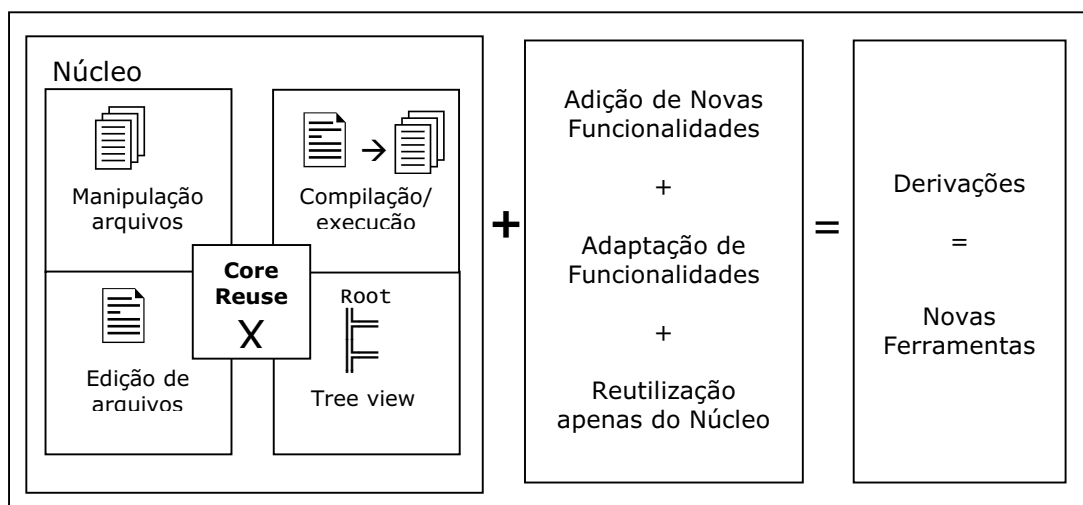 Núcleo
Manipulação
arquivos
→
Compilação/
execução
Core
Reuse
X
Edição de
arquivos
Root
Tree view
+
Adição de Novas
Funcionalidades
+
Adaptação de
Funcionalidades
+
Reutilização
apenas do Núcleo
=
Derivações
=
Novas
Ferramentas